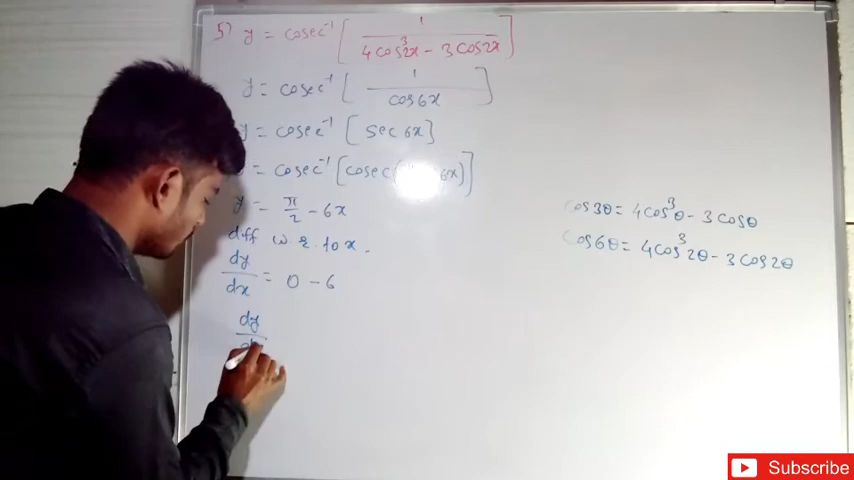 5) y = cosec⁻¹ [ 1 / 4cos³2x - 3cos2x ]
y = cosec⁻¹ [ 1 / cos6x ]
y = cosec⁻¹ [ sec 6x ]
= cosec⁻¹ [ cosec( 6x) ]
y = π/2 - 6x
diff w.r.to x.
dy/dx = 0 - 6
dy
cos3θ = 4cos³θ - 3cosθ
cos6θ = 4cos³2θ - 3cos2θ
Subscribe